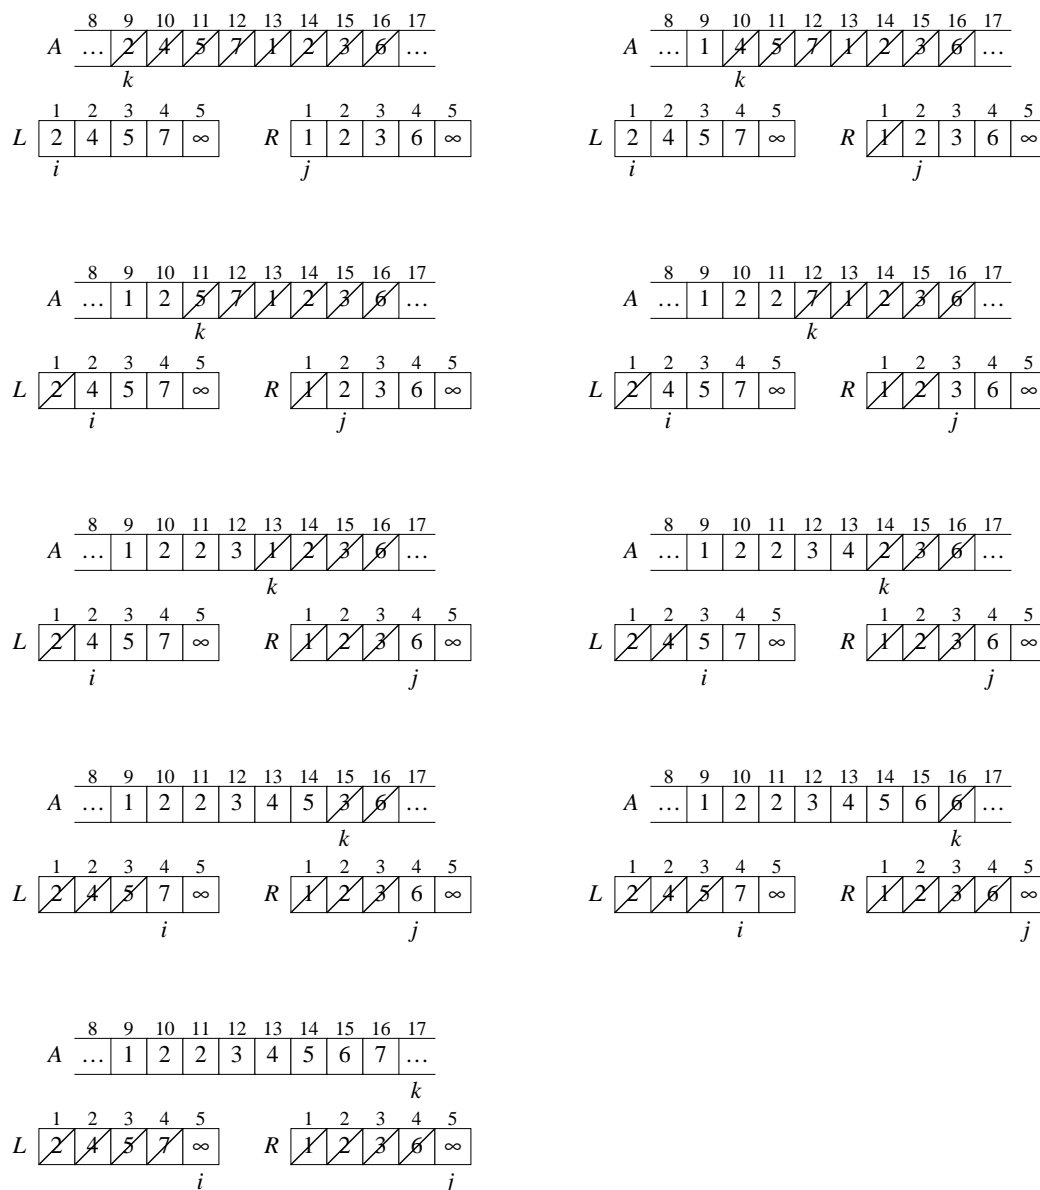 8 9 10 11 12 13 14 15 16 17
A … 2 4 5 7 1 2 3 6 …
k
1 2 3 4 5 1 2 3 4 5
L 2 4 5 7 ∞ R 1 2 3 6 ∞
i j
8 9 10 11 12 13 14 15 16 17
A … 1 4 5 7 1 2 3 6 …
k
1 2 3 4 5 1 2 3 4 5
L 2 4 5 7 ∞ R 1 2 3 6 ∞
i j
8 9 10 11 12 13 14 15 16 17
A … 1 2 5 7 1 2 3 6 …
k
1 2 3 4 5 1 2 3 4 5
L 2 4 5 7 ∞ R 1 2 3 6 ∞
i j
8 9 10 11 12 13 14 15 16 17
A … 1 2 2 7 1 2 3 6 …
k
1 2 3 4 5 1 2 3 4 5
L 2 4 5 7 ∞ R 1 2 3 6 ∞
i j
8 9 10 11 12 13 14 15 16 17
A … 1 2 2 3 1 2 3 6 …
k
1 2 3 4 5 1 2 3 4 5
L 2 4 5 7 ∞ R 1 2 3 6 ∞
i j
8 9 10 11 12 13 14 15 16 17
A … 1 2 2 3 4 2 3 6 …
k
1 2 3 4 5 1 2 3 4 5
L 2 4 5 7 ∞ R 1 2 3 6 ∞
i j
8 9 10 11 12 13 14 15 16 17
A … 1 2 2 3 4 5 3 6 …
k
1 2 3 4 5 1 2 3 4 5
L 2 4 5 7 ∞ R 1 2 3 6 ∞
i j
8 9 10 11 12 13 14 15 16 17
A … 1 2 2 3 4 5 6 6 …
k
1 2 3 4 5 1 2 3 4 5
L 2 4 5 7 ∞ R 1 2 3 6 ∞
i j
8 9 10 11 12 13 14 15 16 17
A … 1 2 2 3 4 5 6 7 …
k
1 2 3 4 5 1 2 3 4 5
L 2 4 5 7 ∞ R 1 2 3 6 ∞
i j